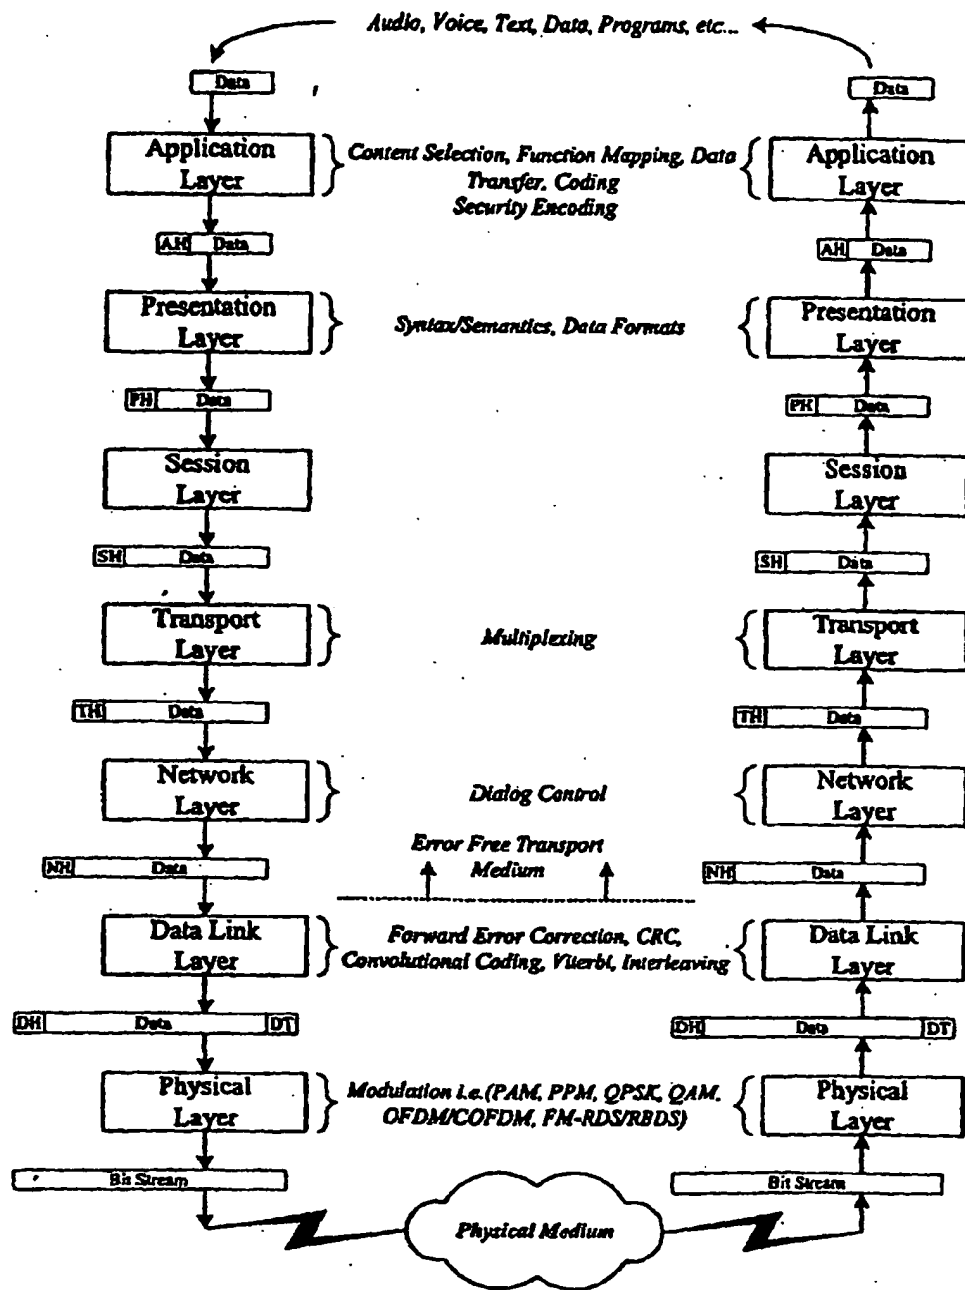 Audio, Voice, Text, Data, Programs, etc...
Data
Data
Application
Layer
Content Selection, Function Mapping, Data
Transfer, Coding
Security Encoding
Application
Layer
AH Data
AH Data
Presentation
Layer
Syntax/Semantics, Data Formats
Presentation
Layer
PH Data
PH Data
Session
Layer
Session
Layer
SH Data
SH Data
Transport
Layer
Multiplexing
Transport
Layer
TH Data
TH Data
Network
Layer
Dialog Control
Network
Layer
Error Free Transport
Medium
NH Data
NH Data
Data Link
Layer
Forward Error Correction, CRC,
Convolutional Coding, Viterbi, Interleaving
Data Link
Layer
DH Data DT
DH Data DT
Physical
Layer
Modulation i.e.(PAM, PPM, QPSK, QAM,
OFDM/COFDM, FM-RDS/RBDS)
Physical
Layer
Bit Stream
Bit Stream
Physical Medium